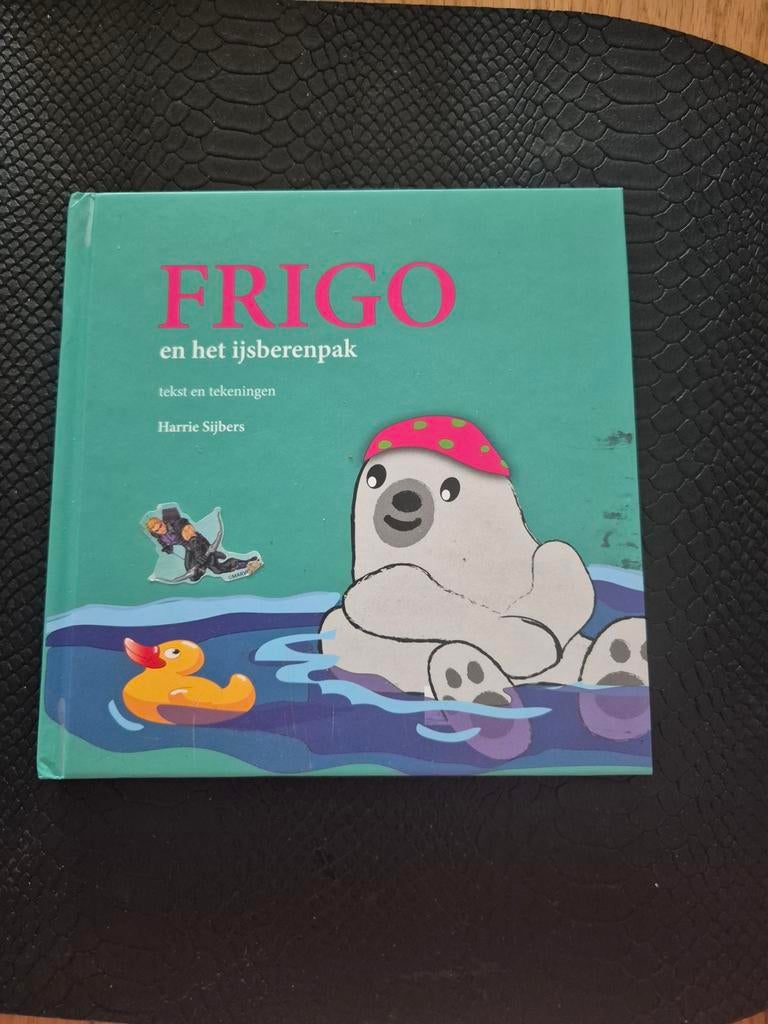 FRIGO
en het ijsberenpak
tekst en tekeningen
Harrie Sijbers